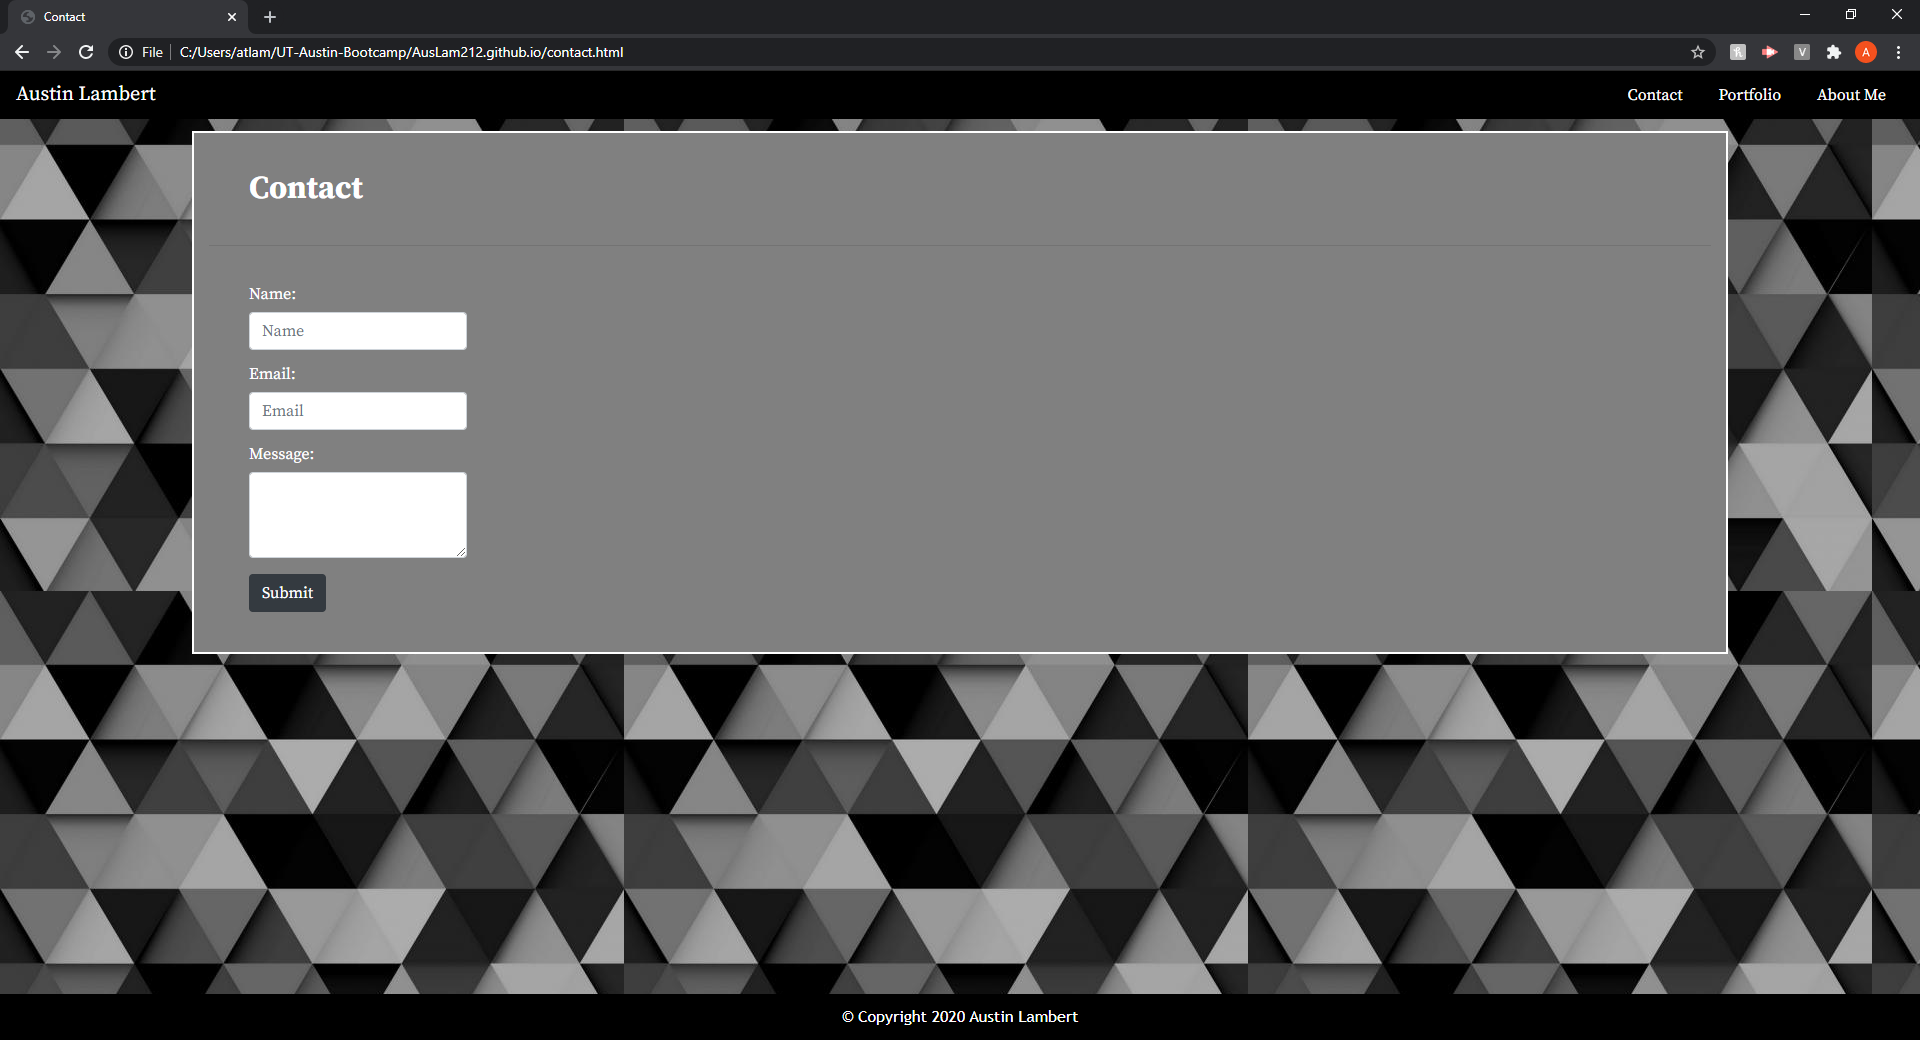 Contact
File
C:/Users/atlam/UT-Austin-Bootcamp/AusLam212.github.io/contact.html
V
A
Austin Lambert
Contact
Portfolio
About Me
Contact
Name:
Name
Email:
Email
Message:
Submit
© Copyright 2020 Austin Lambert